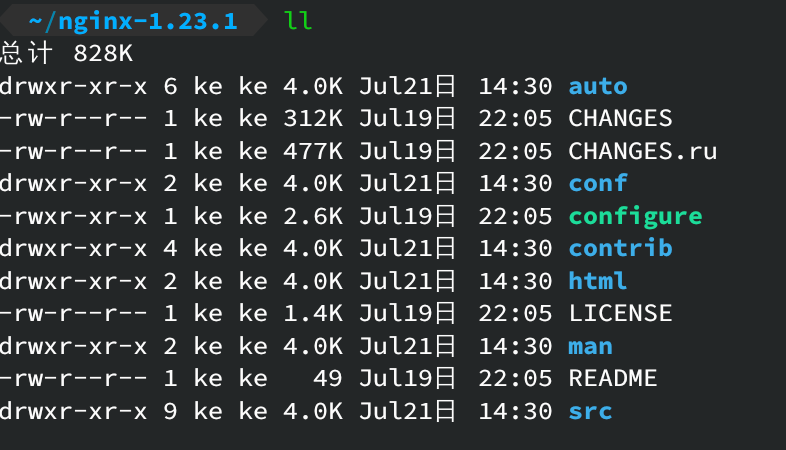 ~/nginx-1.23.1 ll
总计 828K
drwxr-xr-x 6 ke ke 4.0K Jul21日 14:30 auto
-rw-r--r-- 1 ke ke 312K Jul19日 22:05 CHANGES
-rw-r--r-- 1 ke ke 477K Jul19日 22:05 CHANGES.ru
drwxr-xr-x 2 ke ke 4.0K Jul21日 14:30 conf
-rwxr-xr-x 1 ke ke 2.6K Jul19日 22:05 configure
drwxr-xr-x 4 ke ke 4.0K Jul21日 14:30 contrib
drwxr-xr-x 2 ke ke 4.0K Jul21日 14:30 html
-rw-r--r-- 1 ke ke 1.4K Jul19日 22:05 LICENSE
drwxr-xr-x 2 ke ke 4.0K Jul21日 14:30 man
-rw-r--r-- 1 ke ke   49 Jul19日 22:05 README
drwxr-xr-x 9 ke ke 4.0K Jul21日 14:30 src